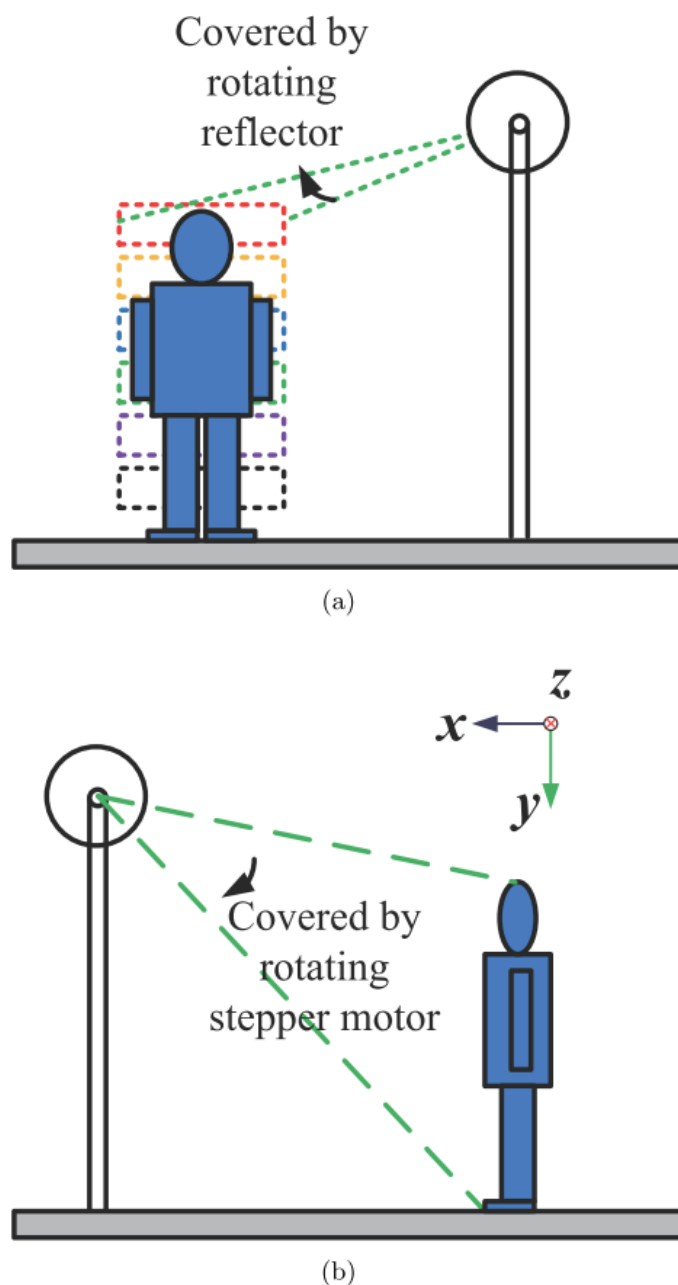 Covered by
rotating
reflector
(a)
z
x
y
Covered by
rotating
stepper motor
(b)